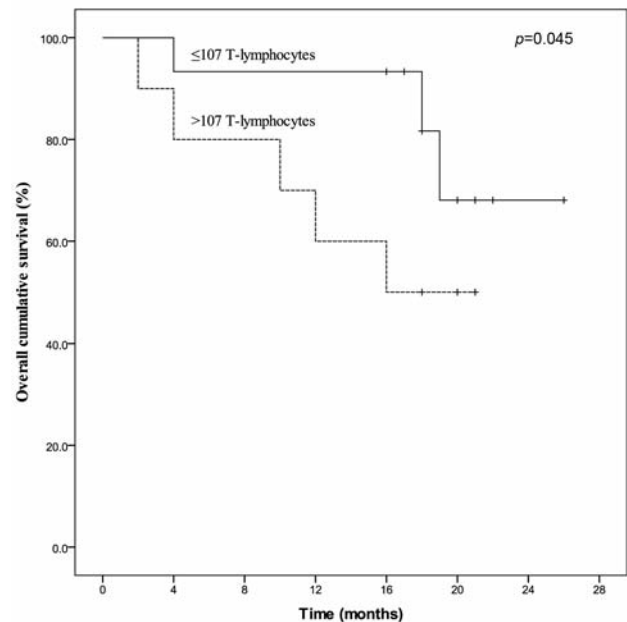 p=0.045
100.0
≤107 T-lymphocytes
>107 T-lymphocytes
80.0
60.0
40.0
20.0
0.0
Overall cumulative survival (%)
0 4 8 12 16 20 24 28
Time (months)